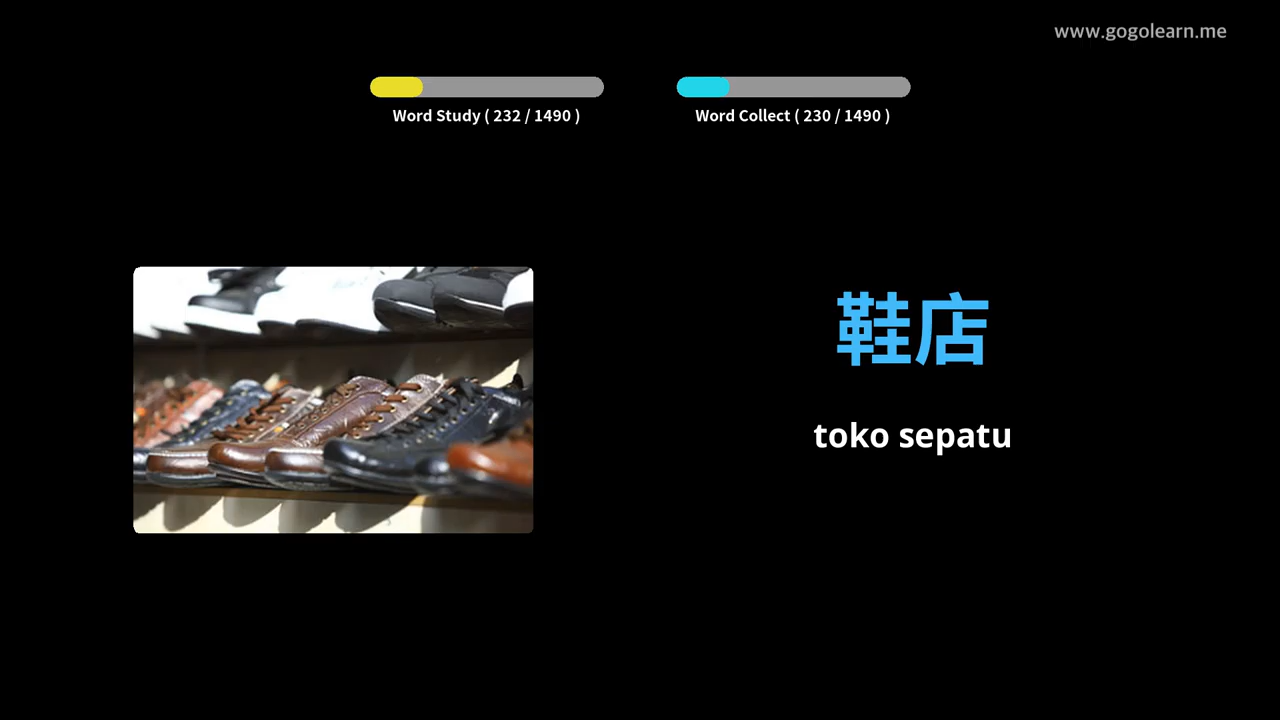 www.gogolearn.me
Word Study ( 232 / 1490 )
Word Collect ( 230 / 1490 )
鞋店
toko sepatu